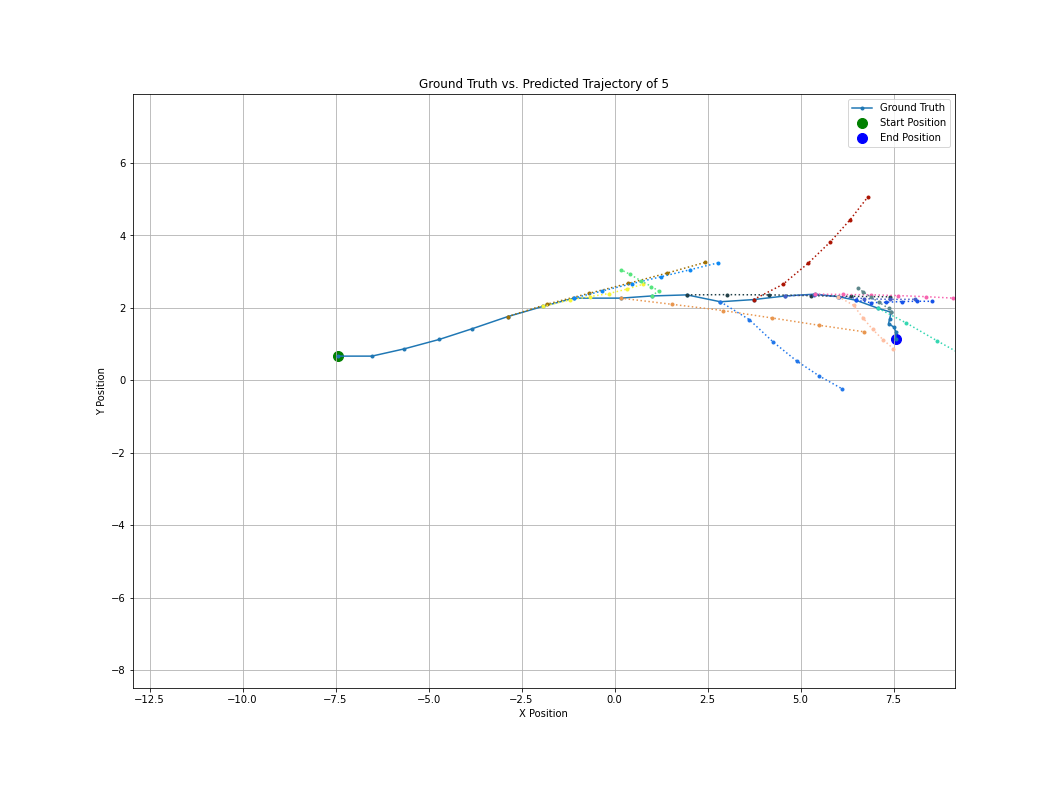 Ground Truth vs. Predicted Trajectory of 5
Ground Truth
Start Position
End Position
6
4
2
0
−2
−4
−6
−8
Y Position
−12.5 −10.0 −7.5 −5.0 −2.5 0.0 2.5 5.0 7.5
X Position